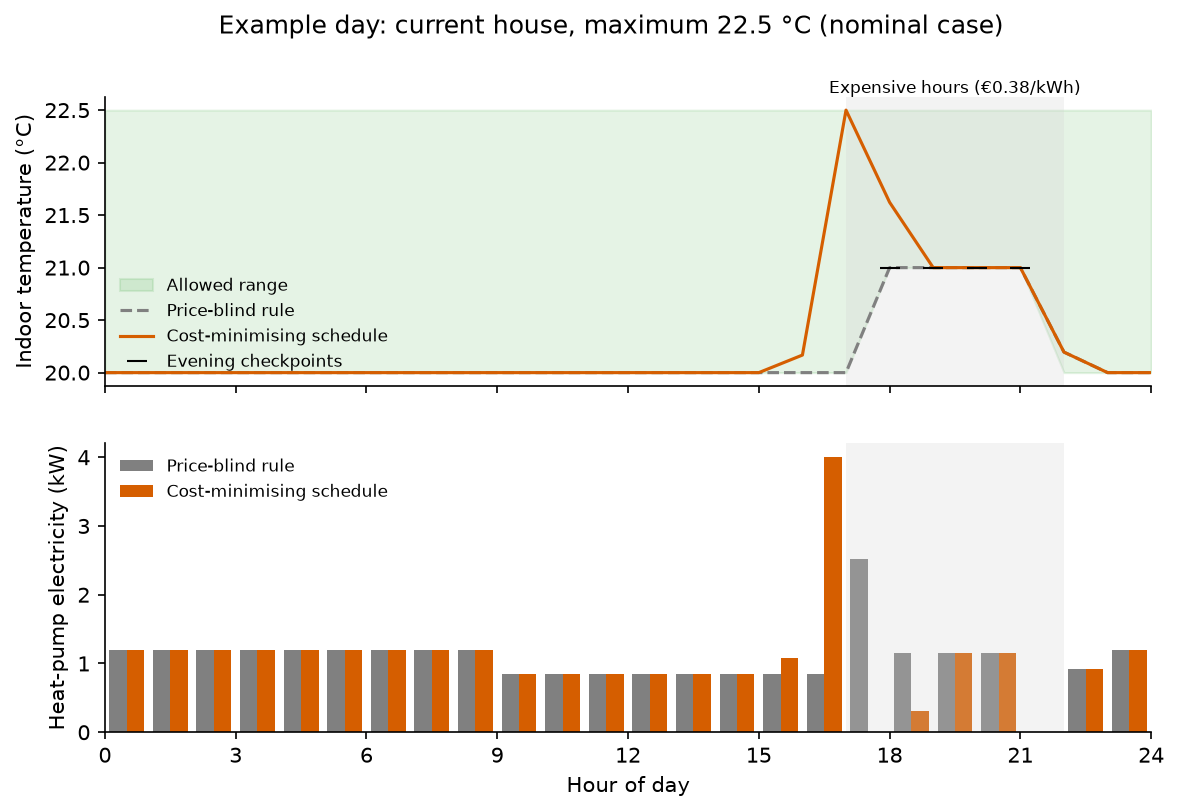 Example day: current house, maximum 22.5 °C (nominal case)
Expensive hours (€0.38/kWh)
Indoor temperature (°C)
22.5
22.0
21.5
21.0
20.5
20.0
Allowed range
Price-blind rule
Cost-minimising schedule
Evening checkpoints
Heat-pump electricity (kW)
4
3
2
1
0
Price-blind rule
Cost-minimising schedule
0 3 6 9 12 15 18 21 24
Hour of day